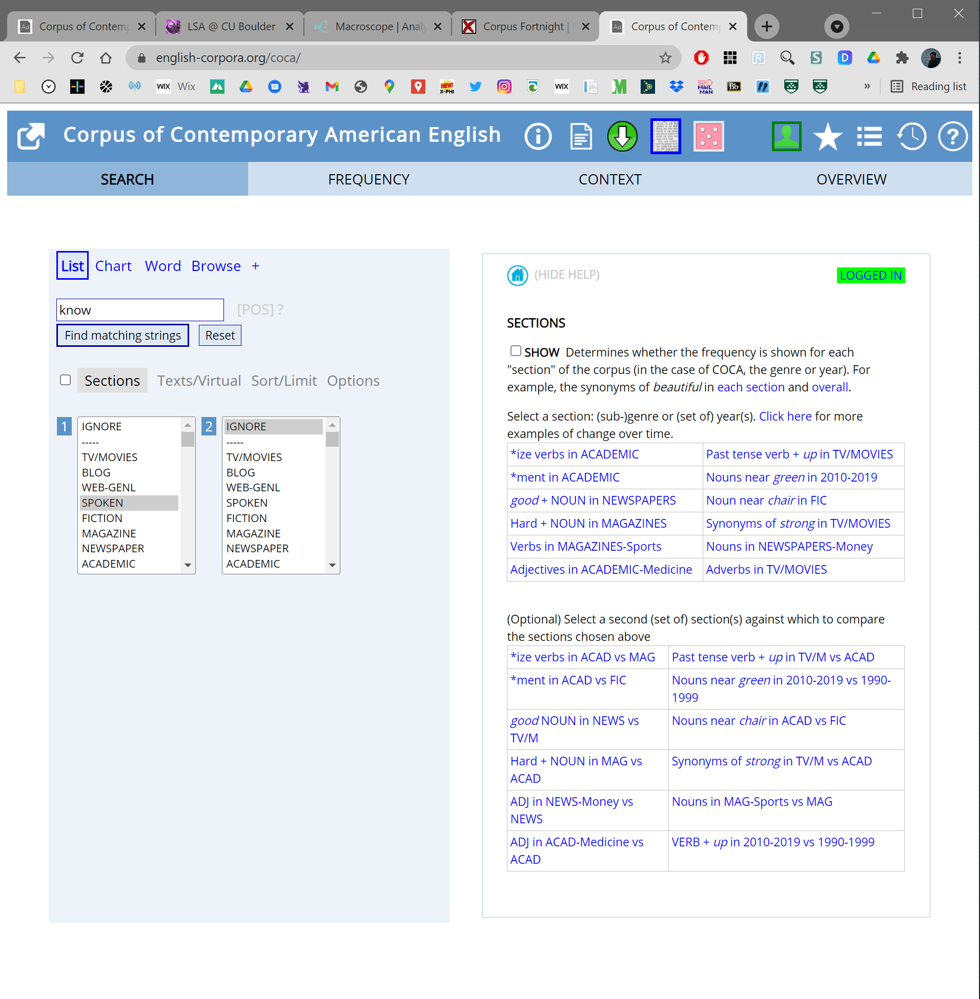 Corpus of Contemp
LSA @ CU Boulder
Macroscope | Analy
Corpus Fortnight |
Corpus of Contemp
english-corpora.org/coca/
WIX Wix
NEW!
X-PHI
WIX
MAIL
MAN
Bb
»
Reading list
Corpus of Contemporary American English
SEARCH
FREQUENCY
CONTEXT
OVERVIEW
List Chart Word Browse +
know
[POS] ?
Find matching strings
Reset
Sections Texts/Virtual Sort/Limit Options
1
IGNORE
-----
TV/MOVIES
BLOG
WEB-GENL
SPOKEN
FICTION
MAGAZINE
NEWSPAPER
ACADEMIC
2
IGNORE
-----
TV/MOVIES
BLOG
WEB-GENL
SPOKEN
FICTION
MAGAZINE
NEWSPAPER
ACADEMIC
(HIDE HELP)
LOGGED IN
SECTIONS
SHOW Determines whether the frequency is shown for each
"section" of the corpus (in the case of COCA, the genre or year). For
example, the synonyms of beautiful in each section and overall.
Select a section: (sub-)genre or (set of) year(s). Click here for more
examples of change over time.
*ize verbs in ACADEMIC
Past tense verb + up in TV/MOVIES
*ment in ACADEMIC
Nouns near green in 2010-2019
good + NOUN in NEWSPAPERS
Noun near chair in FIC
Hard + NOUN in MAGAZINES
Synonyms of strong in TV/MOVIES
Verbs in MAGAZINES-Sports
Nouns in NEWSPAPERS-Money
Adjectives in ACADEMIC-Medicine
Adverbs in TV/MOVIES
(Optional) Select a second (set of) section(s) against which to compare
the sections chosen above
*ize verbs in ACAD vs MAG
Past tense verb + up in TV/M vs ACAD
*ment in ACAD vs FIC
Nouns near green in 2010-2019 vs 1990-
1999
good NOUN in NEWS vs
TV/M
Nouns near chair in ACAD vs FIC
Hard + NOUN in MAG vs
ACAD
Synonyms of strong in TV/M vs ACAD
ADJ in NEWS-Money vs
NEWS
Nouns in MAG-Sports vs MAG
ADJ in ACAD-Medicine vs
ACAD
VERB + up in 2010-2019 vs 1990-1999